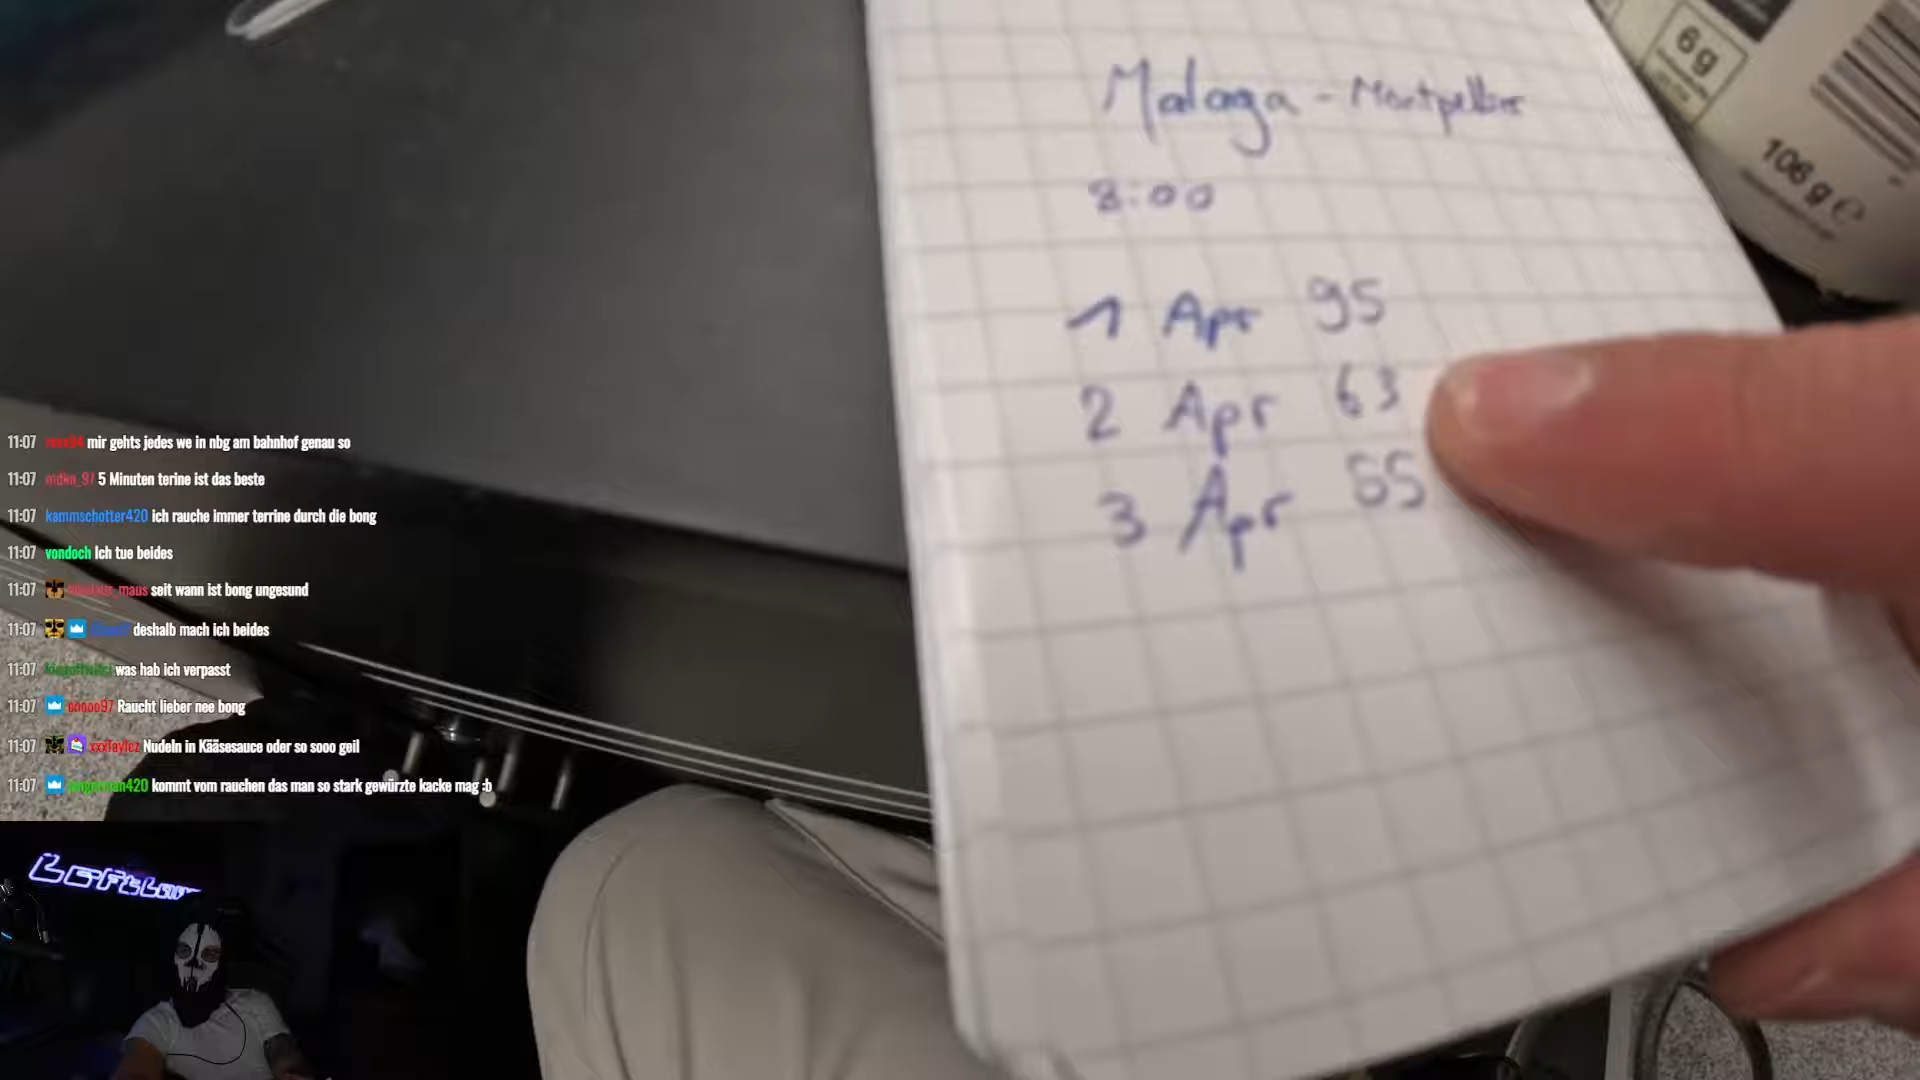 Malaga - Montpellier
8:00
1 Apr 95
2 Apr 63
3 Apr 55
6 g
106 g e
11:07 mir gehts jedes we in nbg am bahnhof genau so
11:07 mdka_97 5 Minuten terine ist das beste
11:07 kammschotter420 ich rauche immer terrine durch die bong
11:07 vondoch Ich tue beides
11:07 seit wann ist bong ungesund
11:07 deshalb mach ich beides
11:07 was hab ich verpasst
11:07 Raucht lieber nee bong
11:07 Nudeln in Kääsesauce oder so sooo geil
11:07 kommt vom rauchen das man so stark gewürzte kacke mag :b